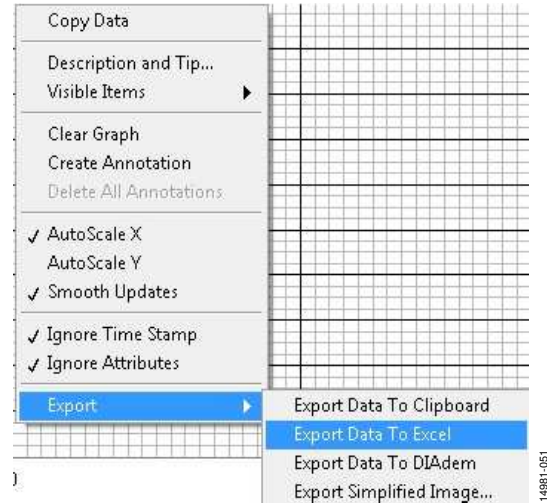 Copy Data
Description and Tip...
Visible Items
Clear Graph
Create Annotation
Delete All Annotations
AutoScale X
AutoScale Y
Smooth Updates
Ignore Time Stamp
Ignore Attributes
Export
Export Data To Clipboard
Export Data To Excel
Export Data To DIAdem
Export Simplified Image...